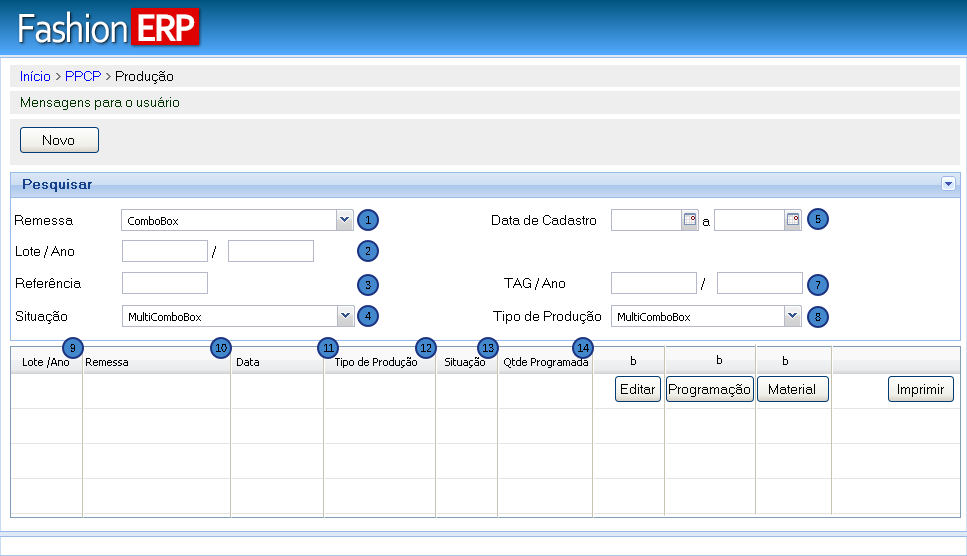 Fashion ERP
Início > PPCP > Produção
Mensagens para o usuário
Novo
Pesquisar
Remessa ComboBox 1 Data de Cadastro a 5
Lote / Ano / 2
Referência 3 TAG / Ano / 7
Situação MultiComboBox 4 Tipo de Produção MultiComboBox 8
9 10 11 12 13 14
Lote /Ano Remessa Data Tipo de Produção Situação Qtde Programada b b b
Editar Programação Material Imprimir